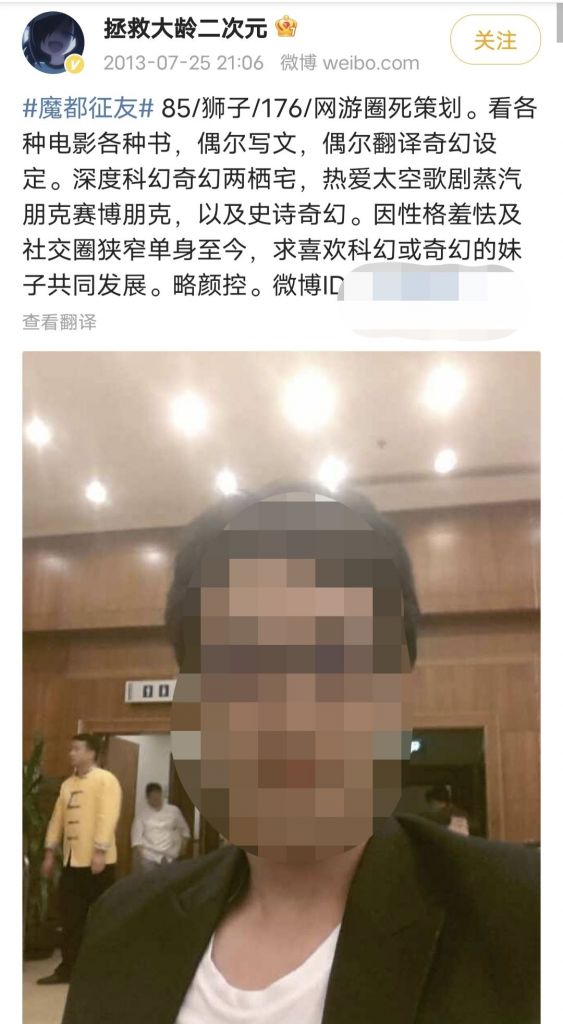 拯救大龄二次元
2013-07-25 21:06 微博 weibo.com
关注
#魔都征友# 85/狮子/176/网游圈死策划。看各
种电影各种书，偶尔写文，偶尔翻译奇幻设
定。深度科幻奇幻两栖宅，热爱太空歌剧蒸汽
朋克赛博朋克，以及史诗奇幻。因性格羞怯及
社交圈狭窄单身至今，求喜欢科幻或奇幻的妹
子共同发展。略颜控。微博ID
查看翻译